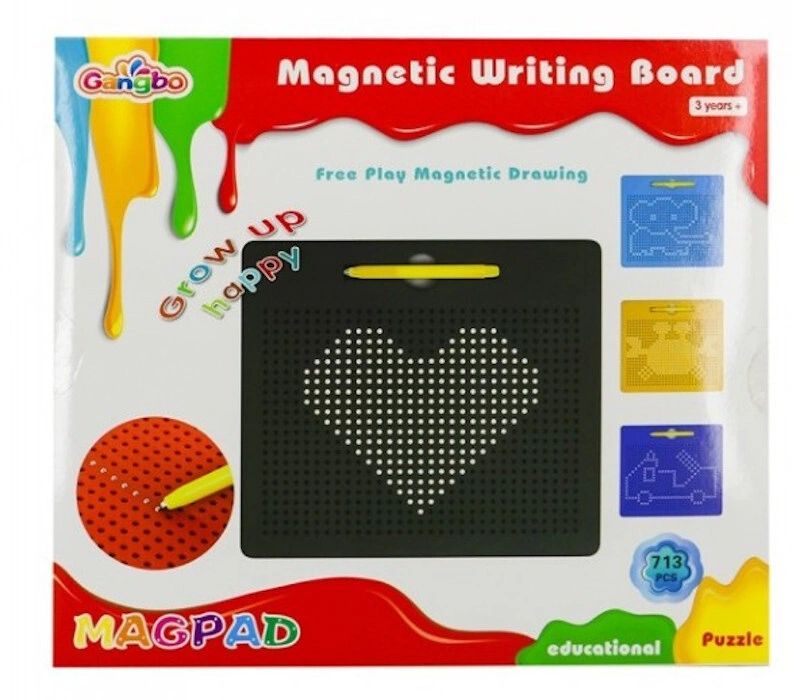 Gangbo
Magnetic Writing Board
3 years +
Free Play Magnetic Drawing
Grow up
happy
713
PCS
MAGPAD
educational
Puzzle